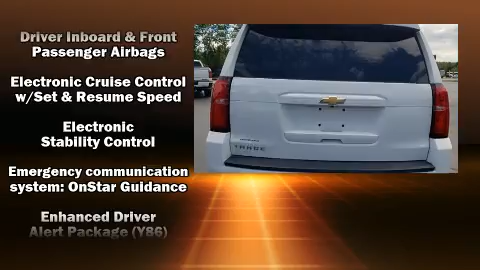 Driver Inboard & Front
Passenger Airbags
Electronic Cruise Control
w/Set & Resume Speed
Electronic
Stability Control
Emergency communication
system: OnStar Guidance
Enhanced Driver
Alert Package (Y86)
TAHOE